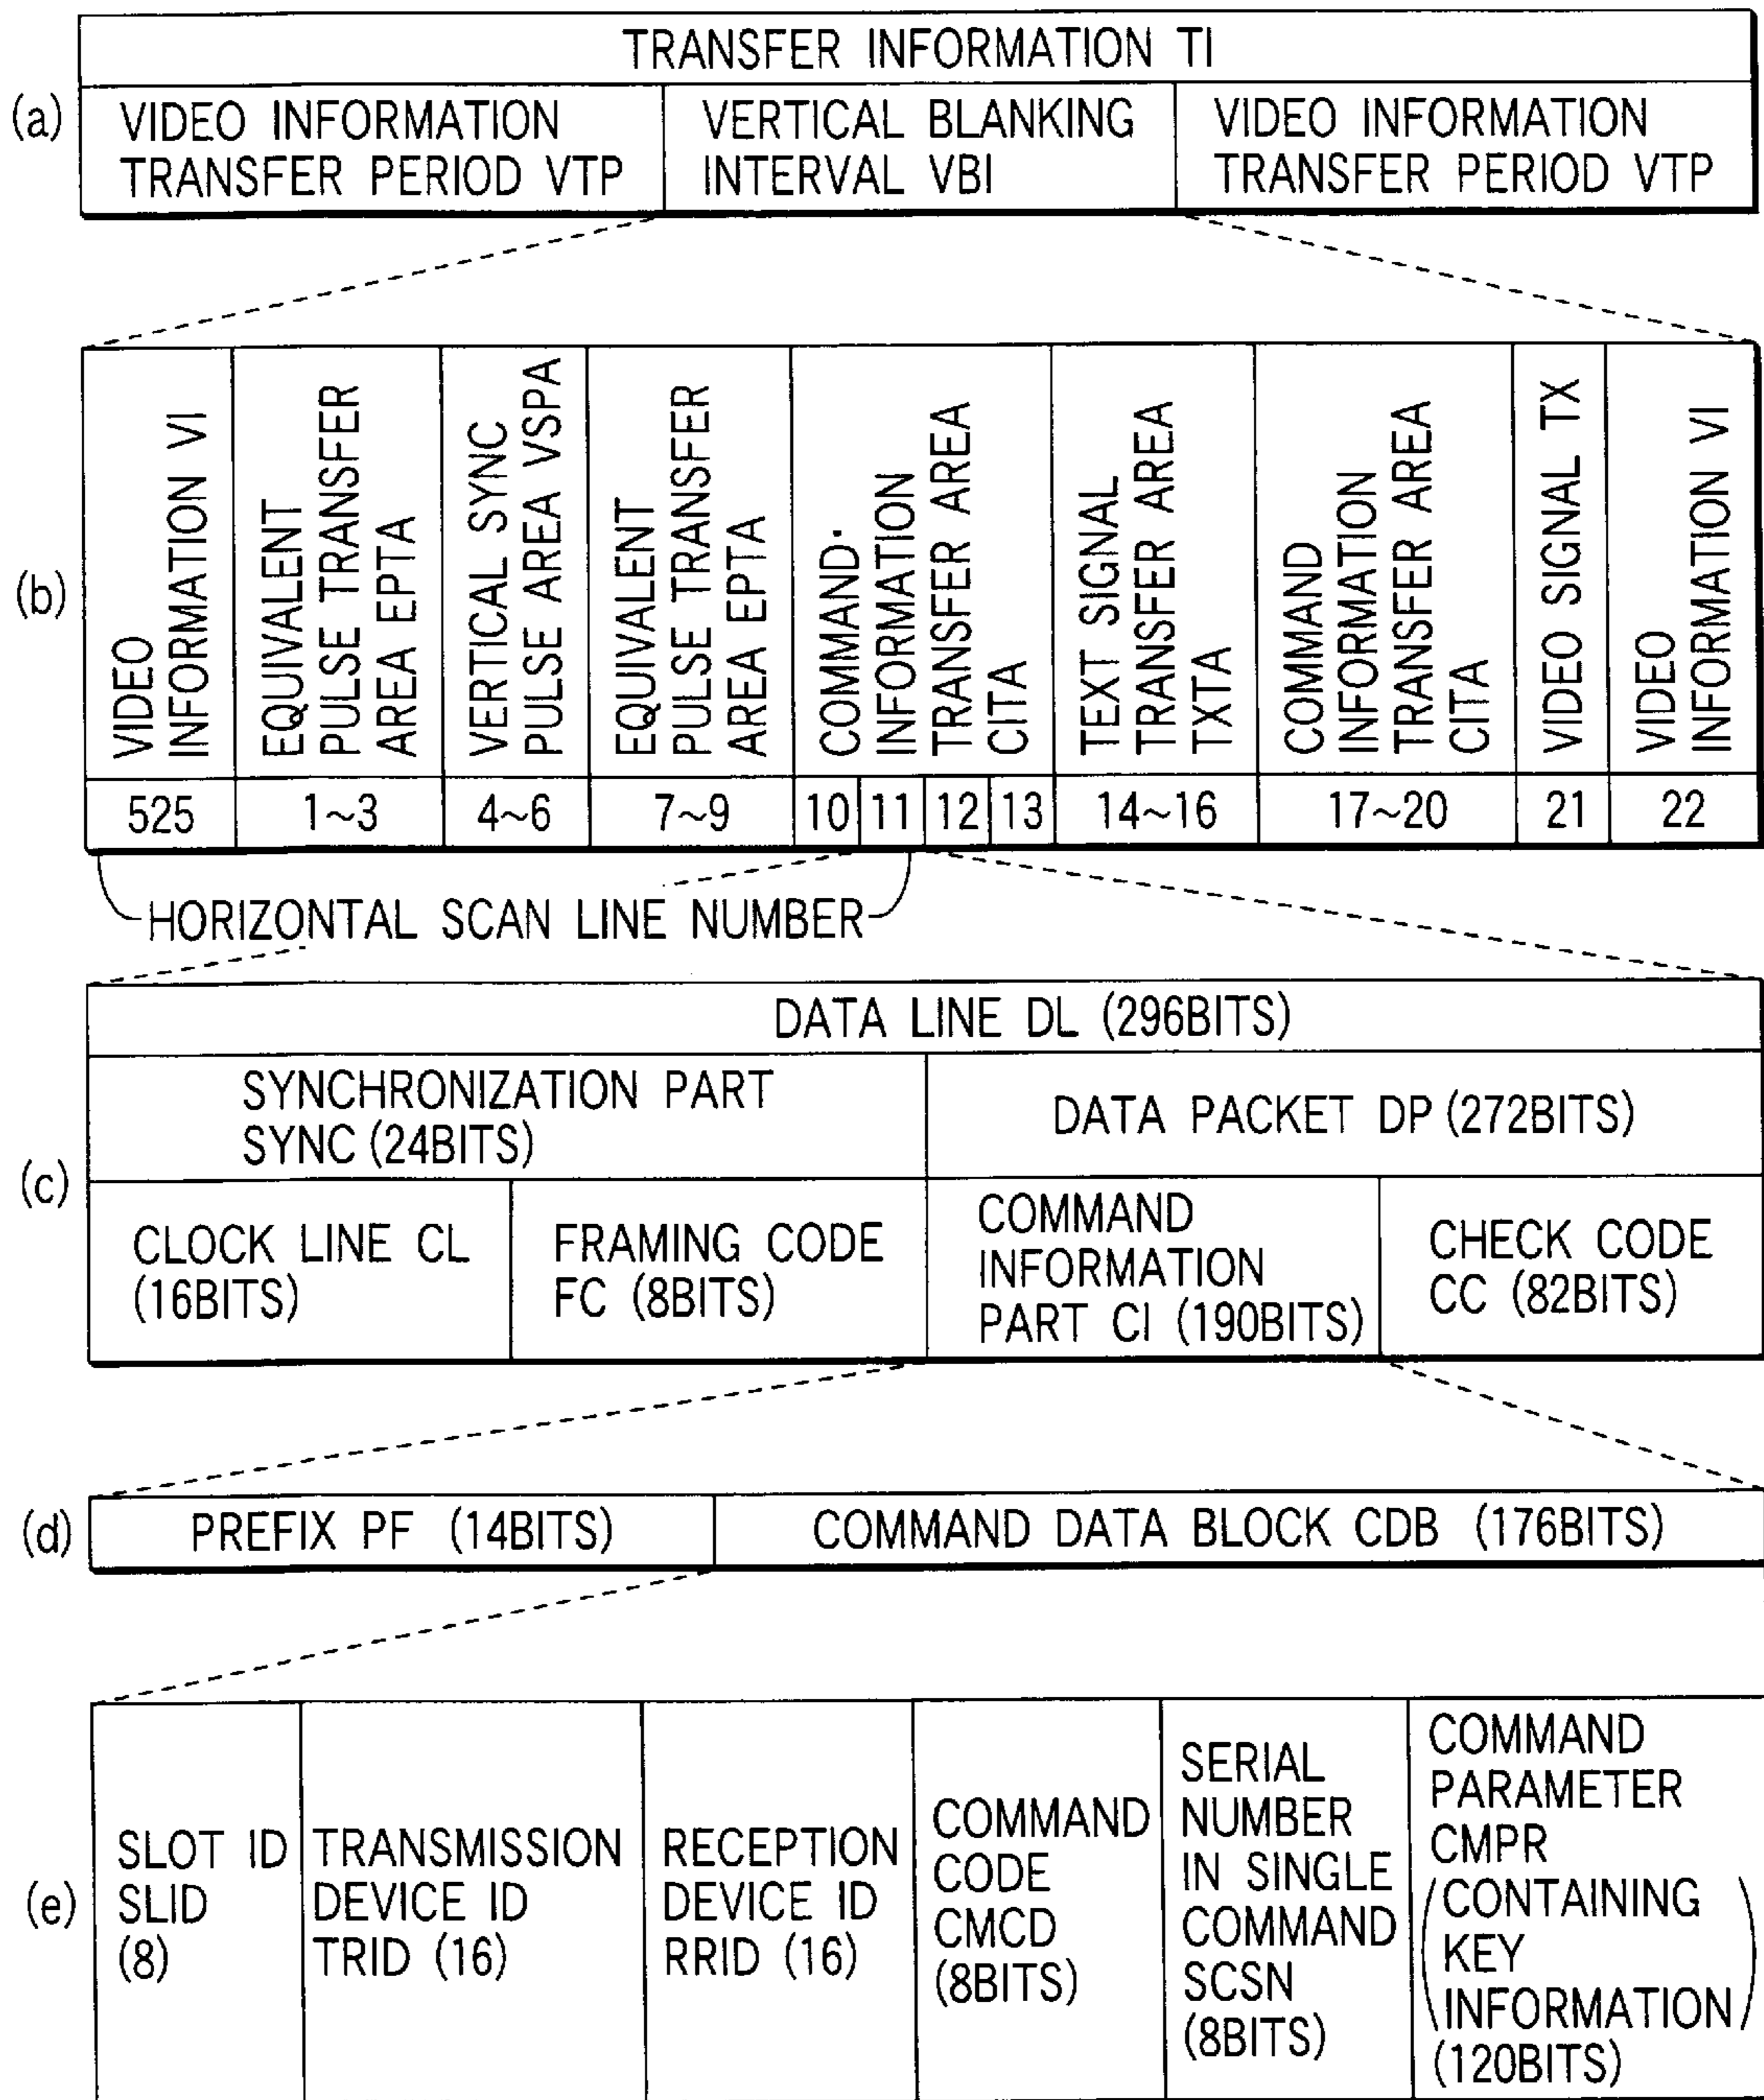 (a)
TRANSFER INFORMATION TI
VIDEO INFORMATION
TRANSFER PERIOD VTP
VERTICAL BLANKING
INTERVAL VBI
VIDEO INFORMATION
TRANSFER PERIOD VTP
(b)
VIDEO
INFORMATION VI
EQUIVALENT
PULSE TRANSFER
AREA EPTA
VERTICAL SYNC
PULSE AREA VSPA
EQUIVALENT
PULSE TRANSFER
AREA EPTA
COMMAND·
INFORMATION
TRANSFER AREA
CITA
TEXT SIGNAL
TRANSFER AREA
TXTA
COMMAND
INFORMATION
TRANSFER AREA
CITA
VIDEO SIGNAL TX
VIDEO
INFORMATION VI
525
1~3
4~6
7~9
10
11
12
13
14~16
17~20
21
22
HORIZONTAL SCAN LINE NUMBER
(c)
DATA LINE DL (296BITS)
SYNCHRONIZATION PART
SYNC (24BITS)
DATA PACKET DP (272BITS)
CLOCK LINE CL
(16BITS)
FRAMING CODE
FC (8BITS)
COMMAND
INFORMATION
PART CI (190BITS)
CHECK CODE
CC (82BITS)
(d)
PREFIX PF (14BITS)
COMMAND DATA BLOCK CDB (176BITS)
(e)
SLOT ID
SLID
(8)
TRANSMISSION
DEVICE ID
TRID (16)
RECEPTION
DEVICE ID
RRID (16)
COMMAND
CODE
CMCD
(8BITS)
SERIAL
NUMBER
IN SINGLE
COMMAND
SCSN
(8BITS)
COMMAND
PARAMETER
CMPR
(CONTAINING
KEY
INFORMATION)
(120BITS)